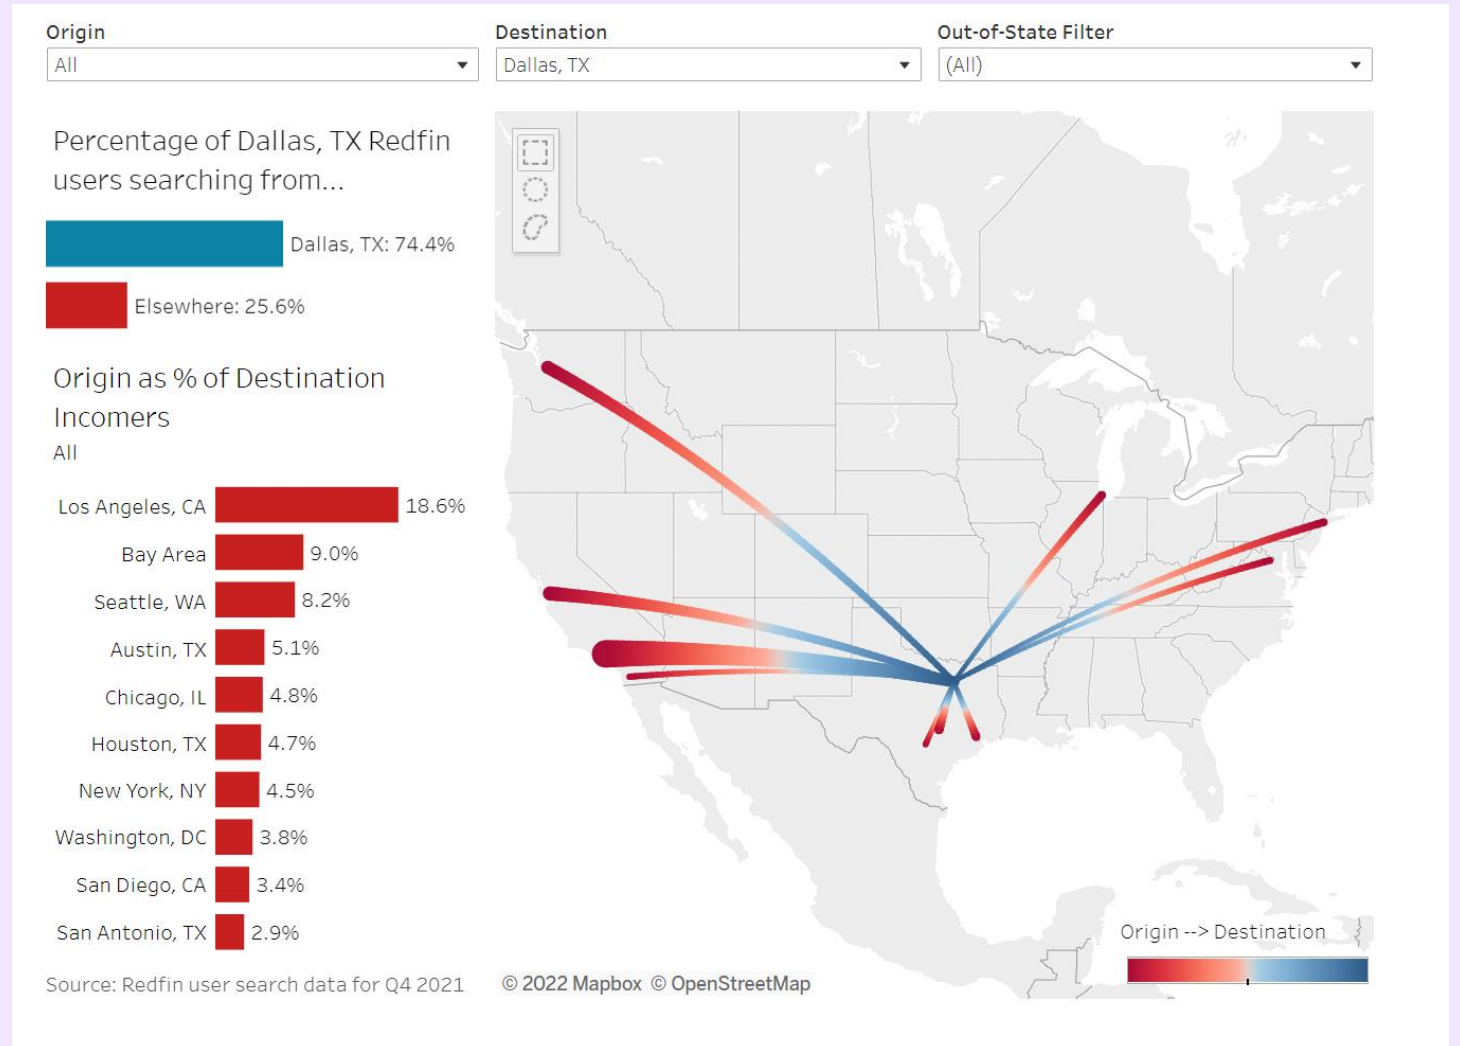 Origin
All
Destination
Dallas, TX
Out-of-State Filter
(All)
Percentage of Dallas, TX Redfin
users searching from...
Dallas, TX: 74.4%
Elsewhere: 25.6%
Origin as % of Destination
Incomers
All
Los Angeles, CA 18.6%
Bay Area 9.0%
Seattle, WA 8.2%
Austin, TX 5.1%
Chicago, IL 4.8%
Houston, TX 4.7%
New York, NY 4.5%
Washington, DC 3.8%
San Diego, CA 3.4%
San Antonio, TX 2.9%
Source: Redfin user search data for Q4 2021
© 2022 Mapbox © OpenStreetMap
Origin --> Destination